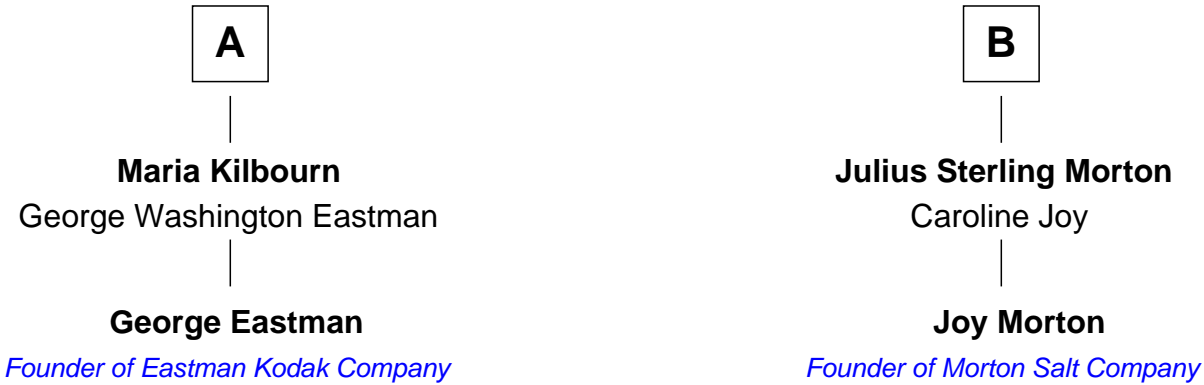 A
B
Maria Kilbourn
George Washington Eastman
George Eastman
Founder of Eastman Kodak Company
Julius Sterling Morton
Caroline Joy
Joy Morton
Founder of Morton Salt Company